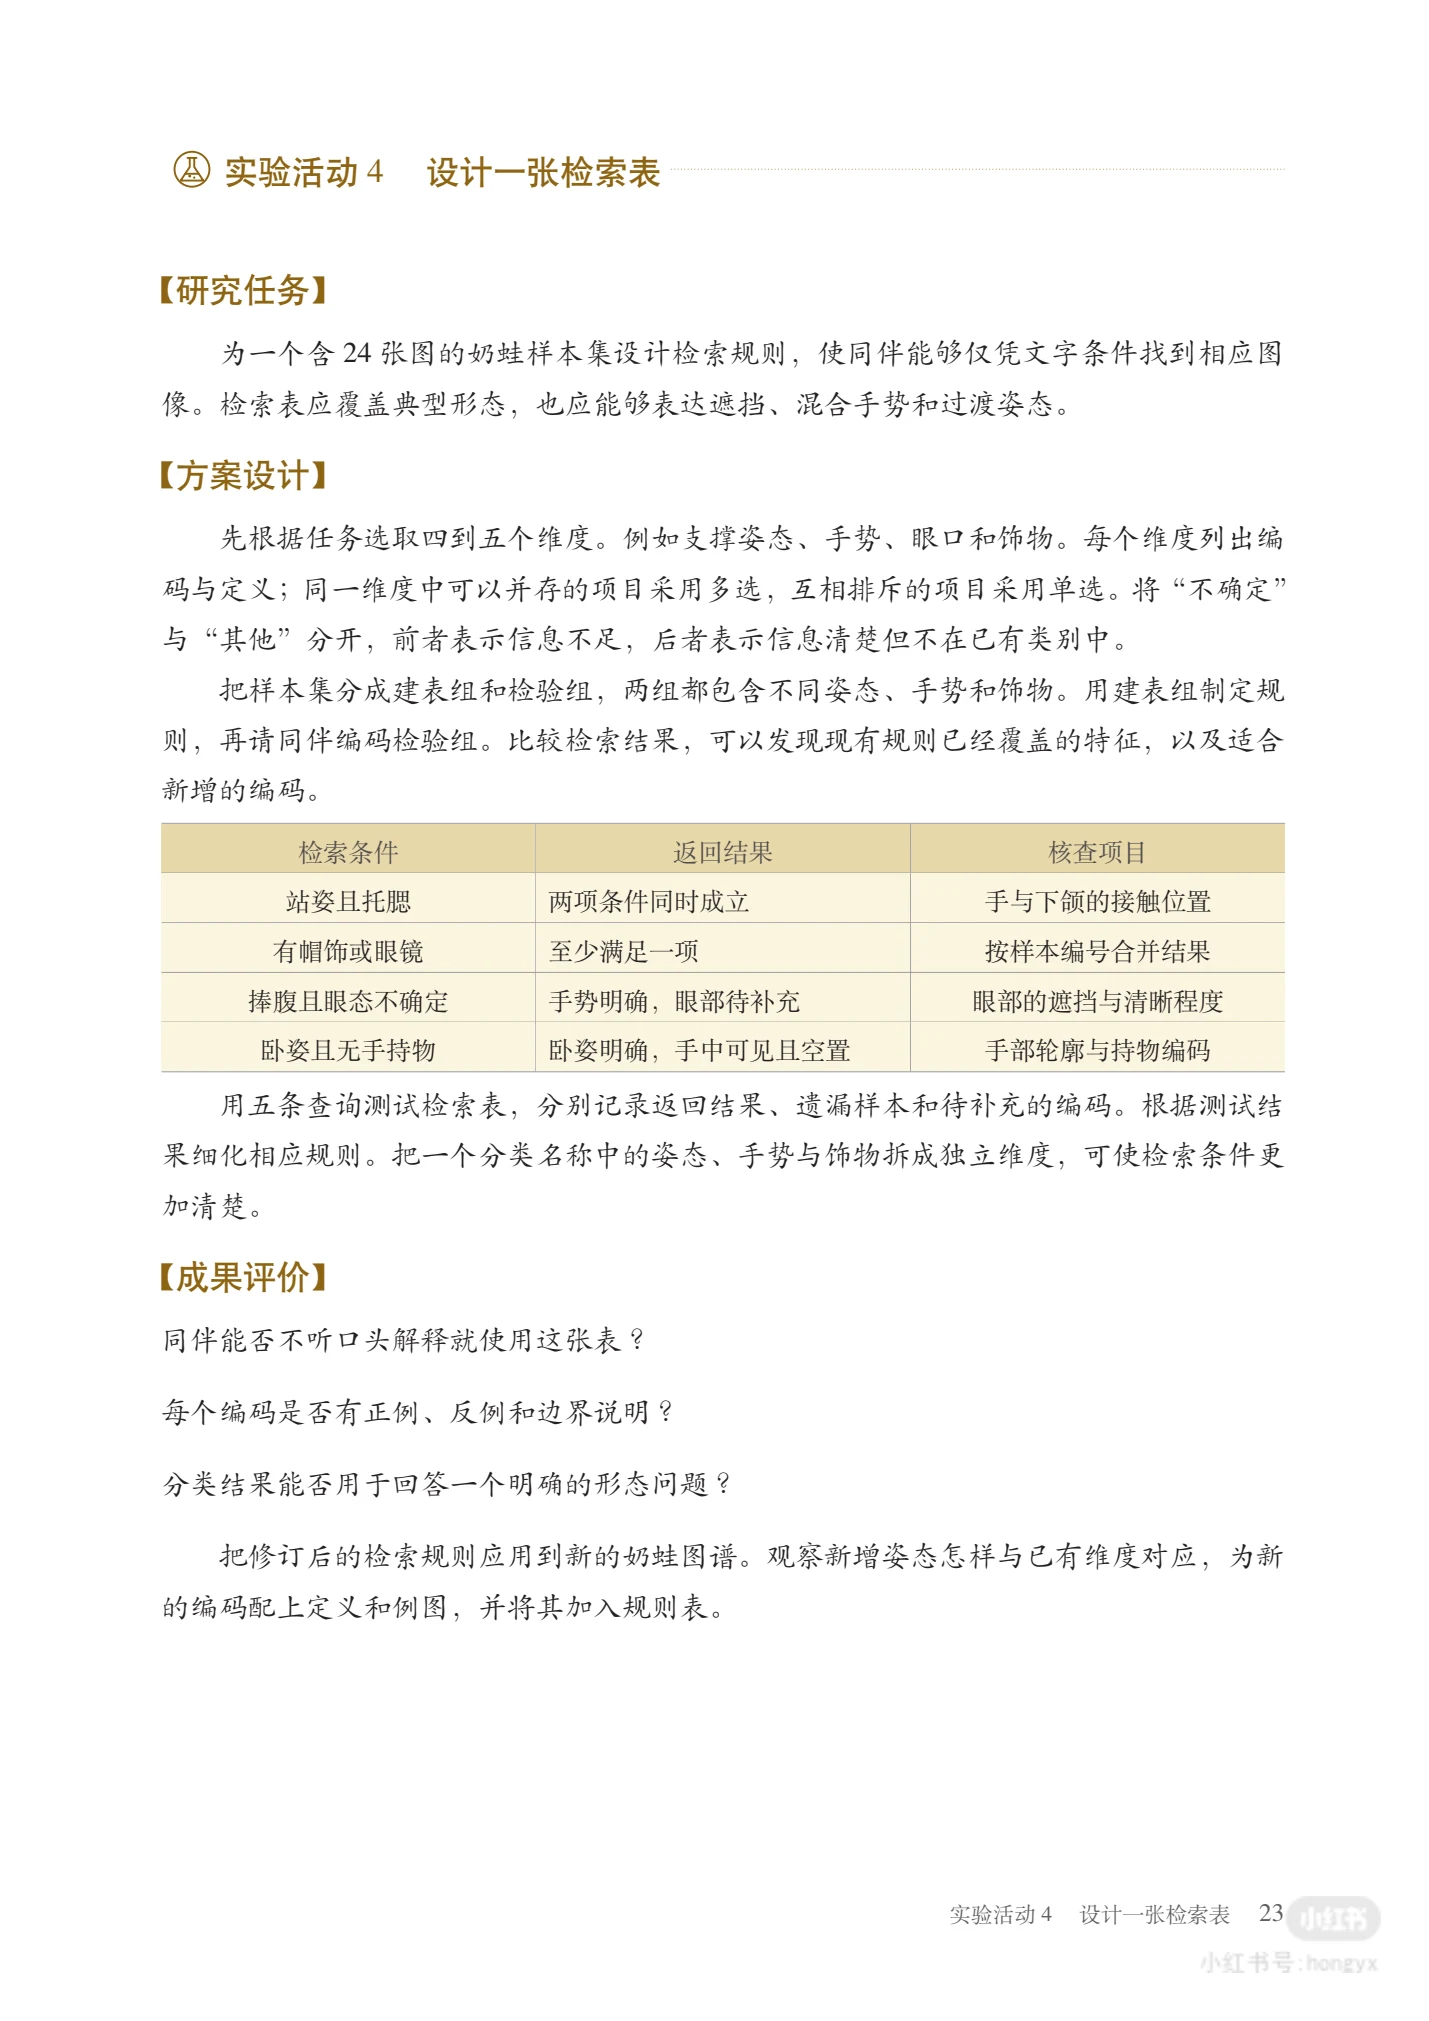 实验活动 4 设计一张检索表
【研究任务】
为一个含 24 张图的奶蛙样本集设计检索规则，使同伴能够仅凭文字条件找到相应图
像。检索表应覆盖典型形态，也应能够表达遮挡、混合手势和过渡姿态。
【方案设计】
先根据任务选取四到五个维度。例如支撑姿态、手势、眼口和饰物。每个维度列出编
码与定义；同一维度中可以并存的项目采用多选，互相排斥的项目采用单选。将“不确定”
与“其他”分开，前者表示信息不足，后者表示信息清楚但不在已有类别中。
把样本集分成建表组和检验组，两组都包含不同姿态、手势和饰物。用建表组制定规
则，再请同伴编码检验组。比较检索结果，可以发现现有规则已经覆盖的特征，以及适合
新增的编码。
检索条件 返回结果 核查项目
站姿且托腮 两项条件同时成立 手与下颌的接触位置
有帽饰或眼镜 至少满足一项 按样本编号合并结果
捧腹且眼态不确定 手势明确，眼部待补充 眼部的遮挡与清晰程度
卧姿且无手持物 卧姿明确，手中可见且空置 手部轮廓与持物编码
用五条查询测试检索表，分别记录返回结果、遗漏样本和待补充的编码。根据测试结
果细化相应规则。把一个分类名称中的姿态、手势与饰物拆成独立维度，可使检索条件更
加清楚。
【成果评价】
同伴能否不听口头解释就使用这张表？
每个编码是否有正例、反例和边界说明？
分类结果能否用于回答一个明确的形态问题？
把修订后的检索规则应用到新的奶蛙图谱。观察新增姿态怎样与已有维度对应，为新
的编码配上定义和例图，并将其加入规则表。
实验活动 4 设计一张检索表 23
小红书
小红书号:hongyx